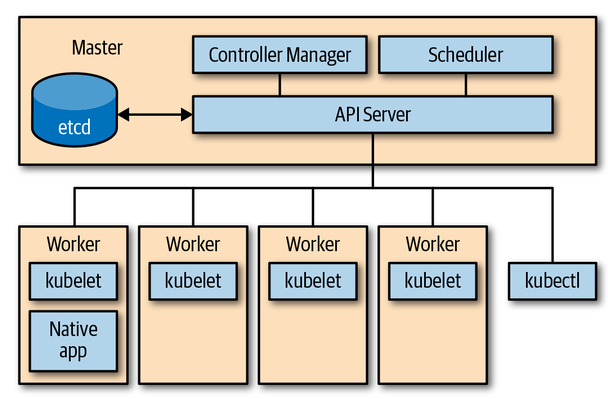 Master
Controller Manager
Scheduler
etcd
API Server
Worker
Worker
Worker
Worker
kubelet
kubelet
kubelet
kubelet
kubectl
Native
app